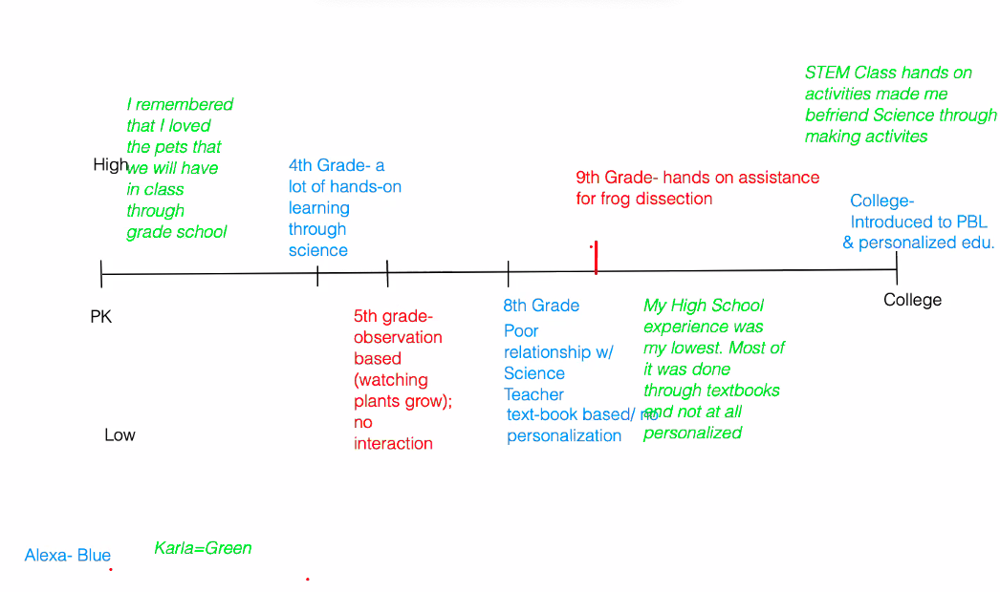 STEM Class hands on
activities made me
befriend Science through
making activites
I remembered
that I loved
the pets that
we will have
in class
through
grade school
High
4th Grade- a
lot of hands-on
learning
through
science
9th Grade- hands on assistance
for frog dissection
College-
Introduced to PBL
& personalized edu.
PK
College
5th grade-
observation
based
(watching
plants grow);
no
interaction
8th Grade
Poor
relationship w/
Science
Teacher
text-book based/ no
personalization
My High School
experience was
my lowest. Most of
it was done
through textbooks
and not at all
personalized
Low
Alexa- Blue
Karla=Green